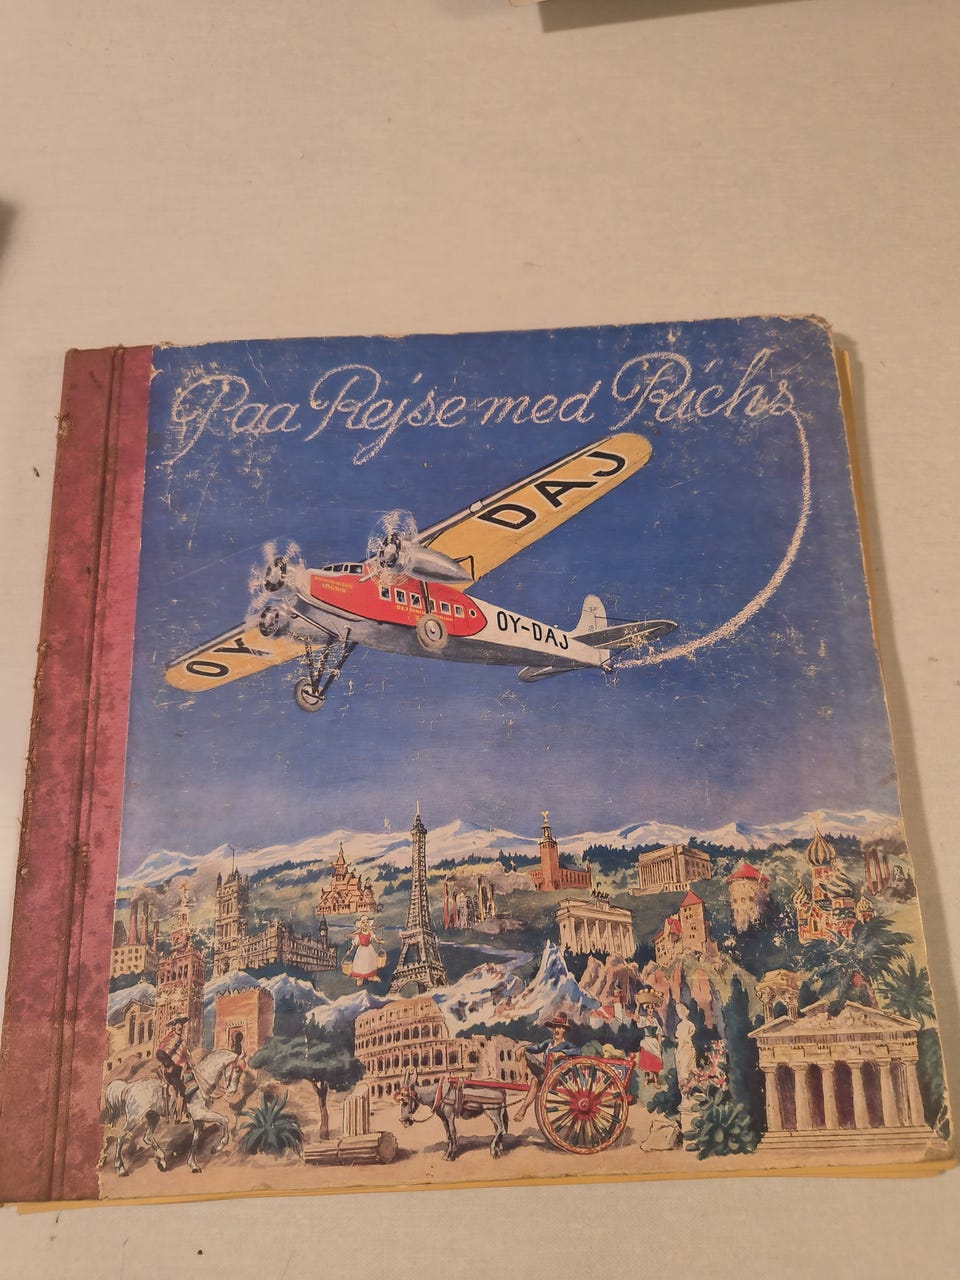 Paa Rejse med Richs
DAJ
OY
OY-DAJ